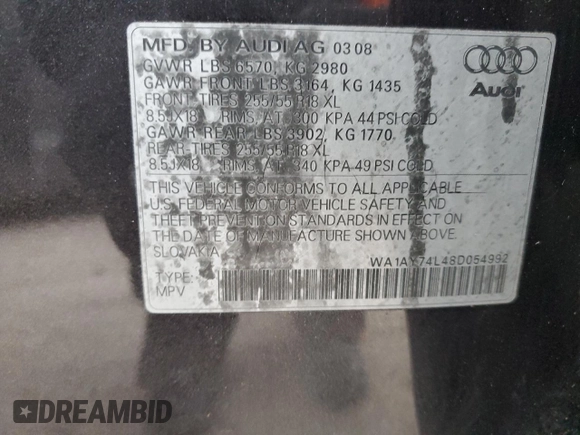 MFD. BY AUDI AG 03 08
GVWR LBS 6570, KG 2980
GAWR FRONT LBS 3164, KG 1435
FRONT TIRES 255/55 R18 XL
8.5JX18 RIMS, AT 300 KPA 44 PSI COLD
GAWR REAR LBS 3902, KG 1770,
REAR-TIRES 255/55 R18 XL
8.5JX18 RIMS, AT 340 KPA 49 PSI COLD
THIS VEHICLE CONFORMS TO ALL APPLICABLE
U.S. FEDERAL MOTOR VEHICLE SAFETY AND
THEFT PREVENTION STANDARDS IN EFFECT ON
THE DATE OF MANUFACTURE SHOWN ABOVE.
SLOVAKIA
WA1AY74L48D054992
TYPE:
MPV
Audi
DREAMBID